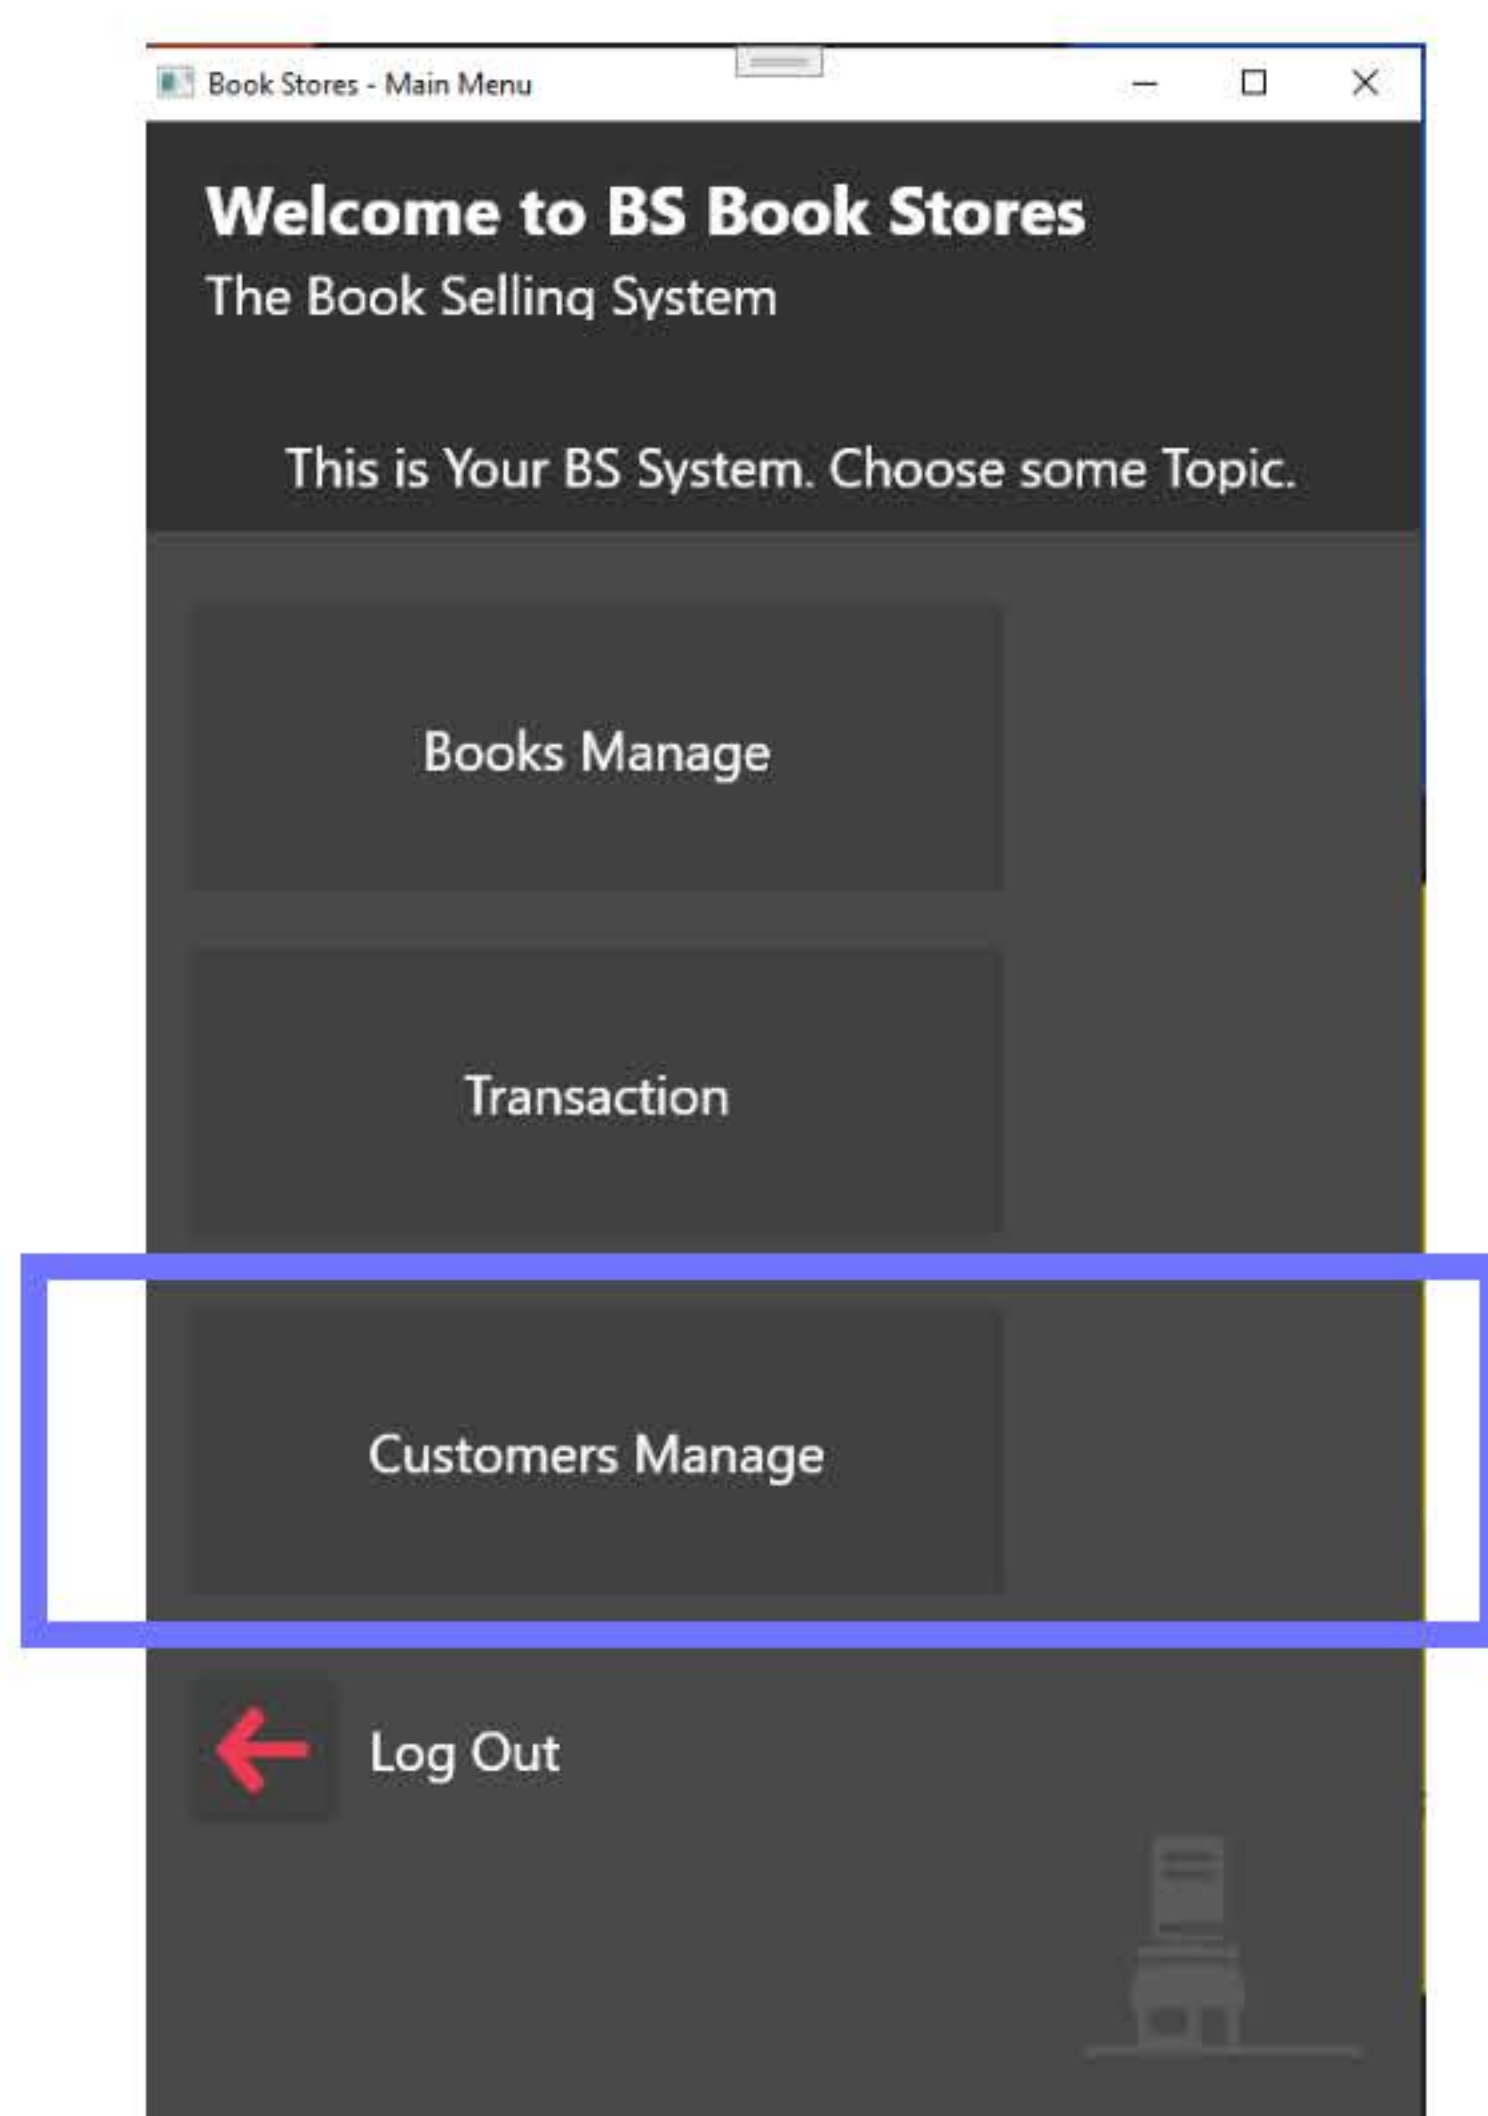 Book Stores - Main Menu
Welcome to BS Book Stores
The Book Selling System
This is Your BS System. Choose some Topic.
Books Manage
Transaction
Customers Manage
Log Out